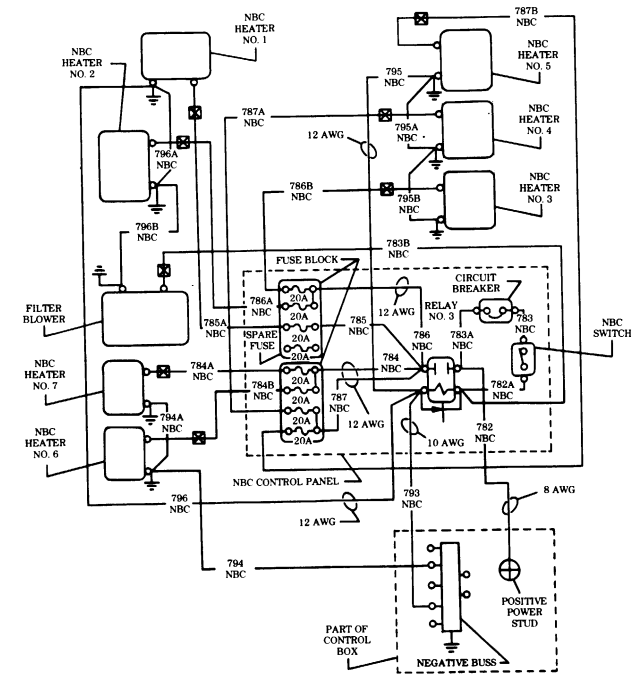 787B
NBC
NBC
HEATER
NO. 1
NBC
HEATER
NO. 2
NBC
HEATER
NO. 5
795
NBC
787A
NBC
NBC
HEATER
NO. 4
12 AWG
795A
NBC
796A
NBC
786B
NBC
795B
NBC
NBC
HEATER
NO. 3
796B
NBC
783B
NBC
FUSE BLOCK
CIRCUIT
BREAKER
FILTER
BLOWER
786A
NBC
20A
12 AWG
RELAY
NO. 3
783
NBC
NBC
SWITCH
785A
NBC
20A
785
NBC
786
NBC
783A
NBC
SPARE
FUSE
20A
20A
NBC
HEATER
NO. 7
784A
NBC
784B
NBC
20A
784
NBC
787
NBC
782A
NBC
20A
794A
NBC
20A
12 AWG
782
NBC
NBC
HEATER
NO. 6
20A
10 AWG
NBC CONTROL PANEL
796
NBC
12 AWG
793
NBC
8 AWG
794
NBC
POSITIVE
POWER
STUD
PART OF
CONTROL
BOX
NEGATIVE BUSS